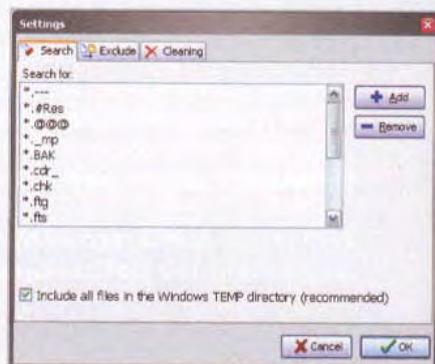 Settings
Search Exclude Cleaning
Search for:
*.---
*.#Res
*.@@@
*._mp
*.BAK
*.cdr_
*.chk
*.ftg
*.fts
Add
Remove
Include all files in the Windows TEMP directory (recommended)
Cancel OK